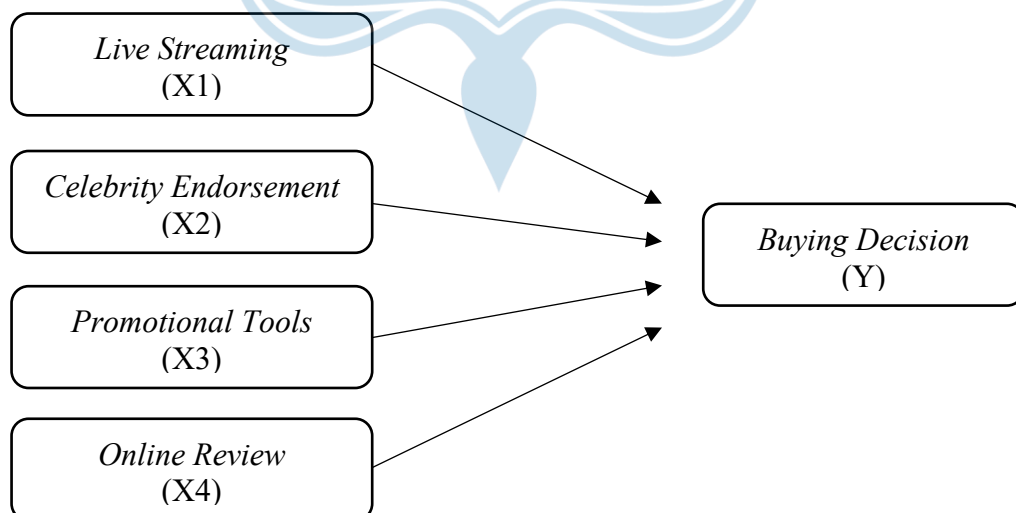 Live Streaming
(X1)
Celebrity Endorsement
(X2)
Promotional Tools
(X3)
Online Review
(X4)
Buying Decision
(Y)